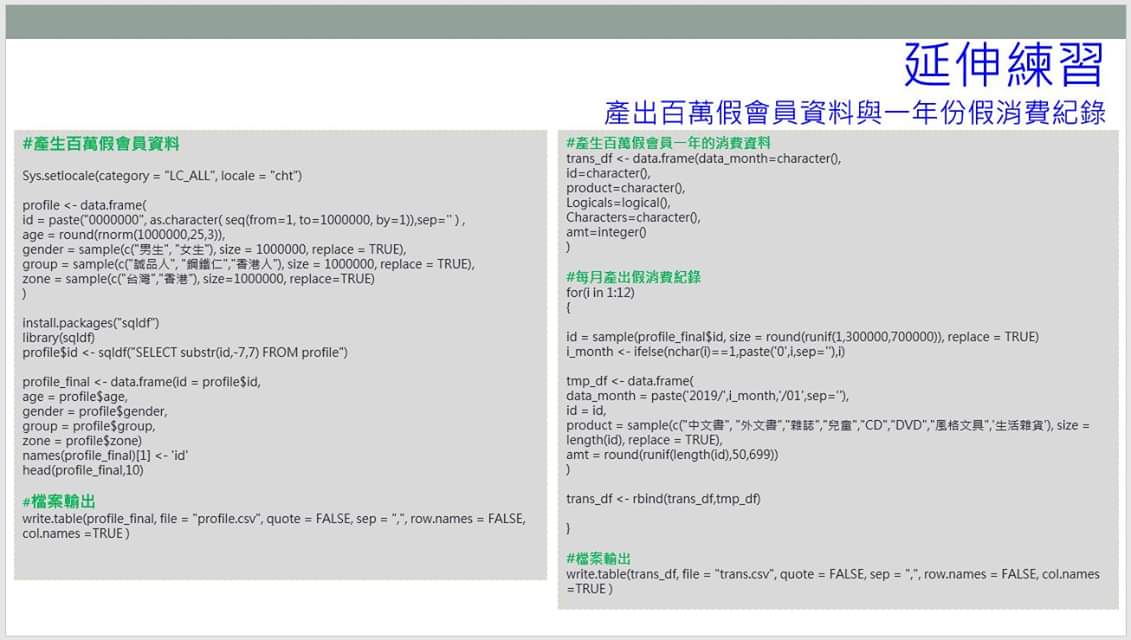 延伸練習
產出百萬假會員資料與一年份假消費紀錄
#產生百萬假會員資料
Sys.setlocale(category = "LC_ALL", locale = "cht")
profile <- data.frame(
id = paste("0000000", as.character( seq(from=1, to=1000000, by=1)),sep='' ) ,
age = round(rnorm(1000000,25,3)),
gender = sample(c("男生", "女生"), size = 1000000, replace = TRUE),
group = sample(c("誠品人", "鋼鐵仁","香港人"), size = 1000000, replace = TRUE),
zone = sample(c("台灣","香港"), size=1000000, replace=TRUE)
)
install.packages("sqldf")
library(sqldf)
profile$id <- sqldf("SELECT substr(id,-7,7) FROM profile")
profile_final <- data.frame(id = profile$id,
age = profile$age,
gender = profile$gender,
group = profile$group,
zone = profile$zone)
names(profile_final)[1] <- 'id'
head(profile_final,10)
#檔案輸出
write.table(profile_final, file = "profile.csv", quote = FALSE, sep = ",", row.names = FALSE,
col.names =TRUE )
#產生百萬假會員一年的消費資料
trans_df <- data.frame(data_month=character(),
id=character(),
product=character(),
Logicals=logical(),
Characters=character(),
amt=integer()
)
#每月產出假消費紀錄
for(i in 1:12)
{
id = sample(profile_final$id, size = round(runif(1,300000,700000)), replace = TRUE)
i_month <- ifelse(nchar(i)==1,paste('0',i,sep=''),i)
tmp_df <- data.frame(
data_month = paste('2019/',i_month,'/01',sep=''),
id = id,
product = sample(c("中文書", "外文書","雜誌","兒童","CD","DVD","風格文具",'生活雜貨'), size =
length(id), replace = TRUE),
amt = round(runif(length(id),50,699))
)
trans_df <- rbind(trans_df,tmp_df)
}
#檔案輸出
write.table(trans_df, file = "trans.csv", quote = FALSE, sep = ",", row.names = FALSE, col.names
=TRUE )